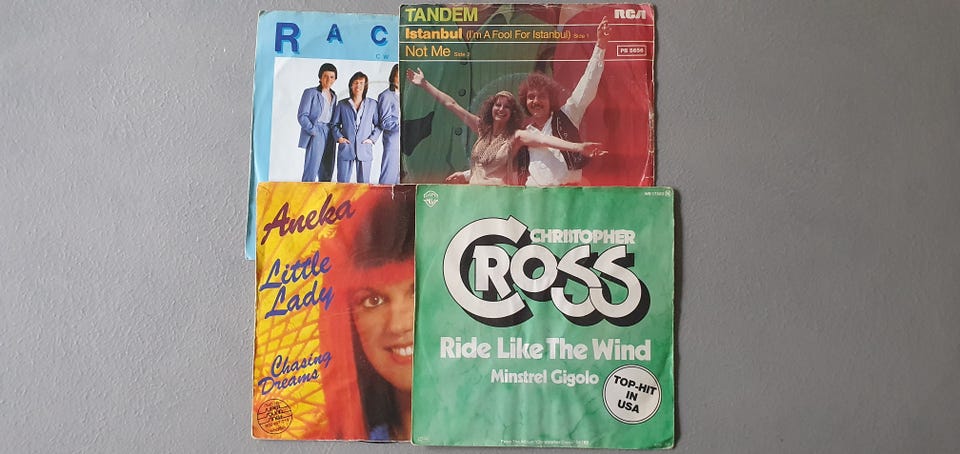 RAC
TANDEM
RCA
Istanbul (I'm A Fool For Istanbul) Side 1
Not Me Side 2
PB 5656
Aneka
Little
Lady
Chasing
Dreams
CHRISTOPHER
CROSS
Ride Like The Wind
Minstrel Gigolo
TOP-HIT
IN
USA